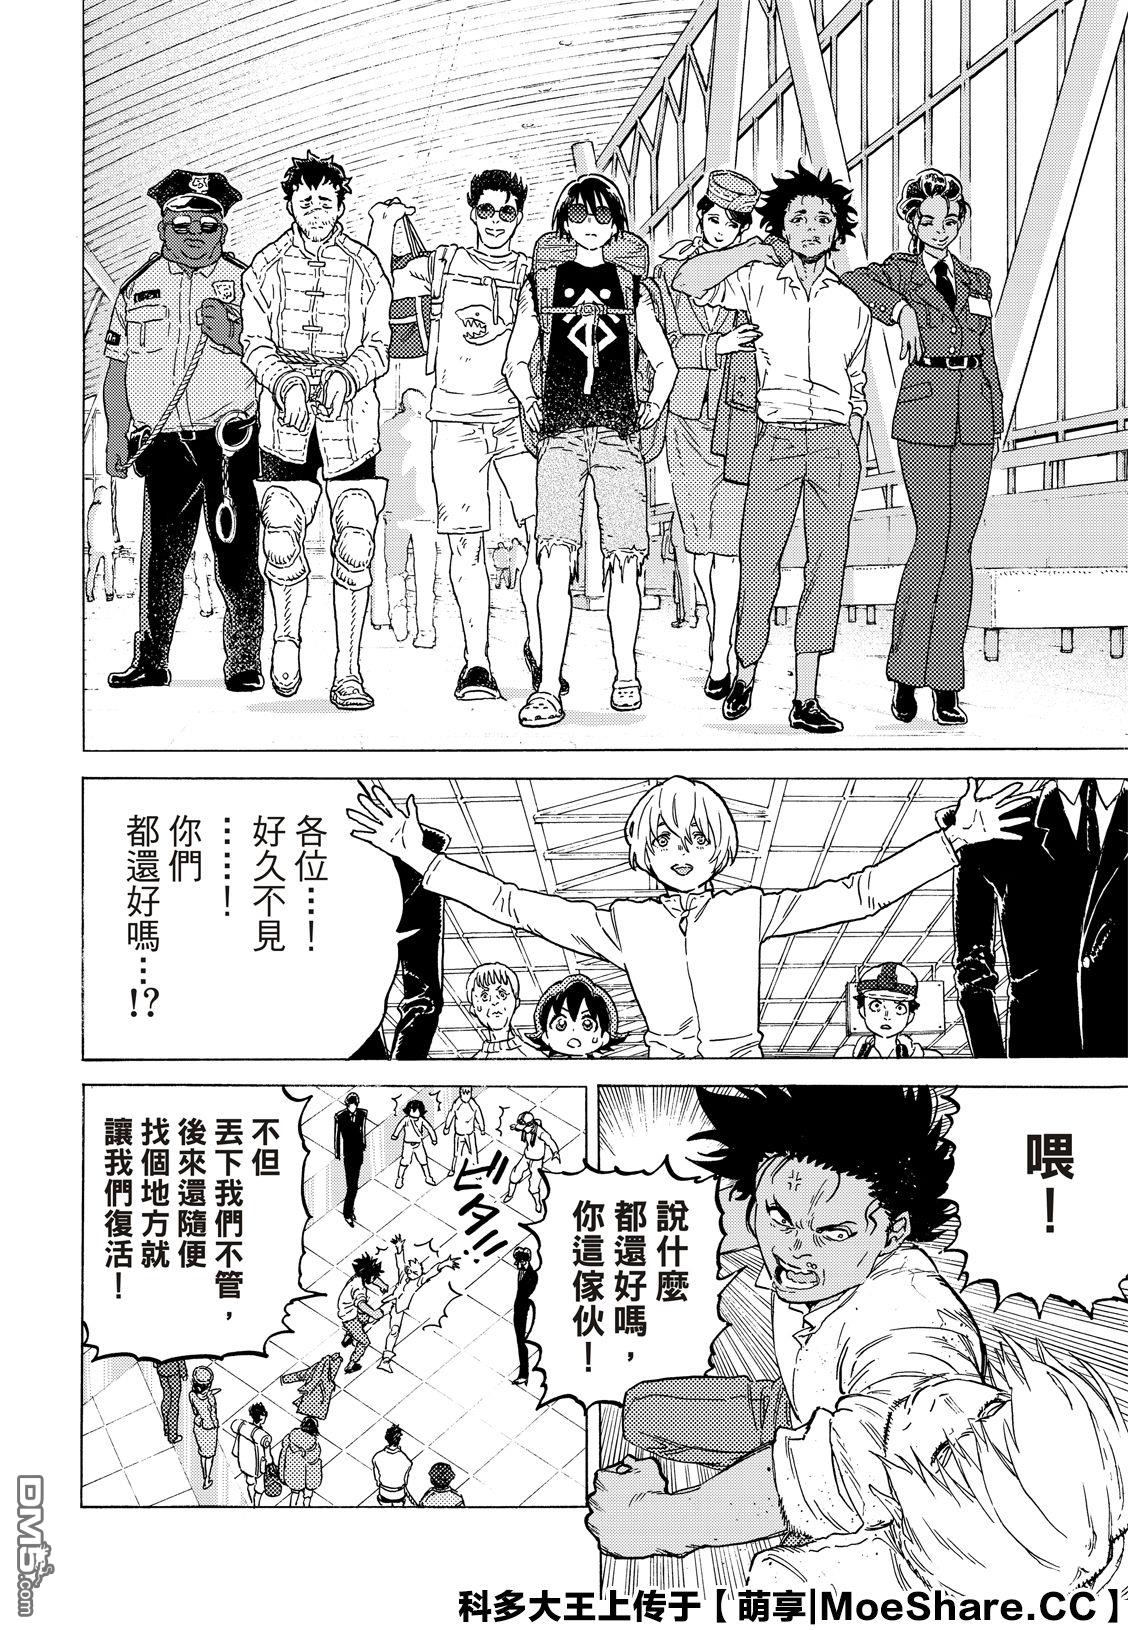 各位…！
好久不見
……！
你們
都還好嗎…!?
喂！
說什麼
都還好嗎，
你這傢伙！
ビタ!!
不但
丟下我們不管，
後來還隨便
找個地方就
讓我們復活！
DM5.com
科多大王上传于【萌享|MoeShare.CC】